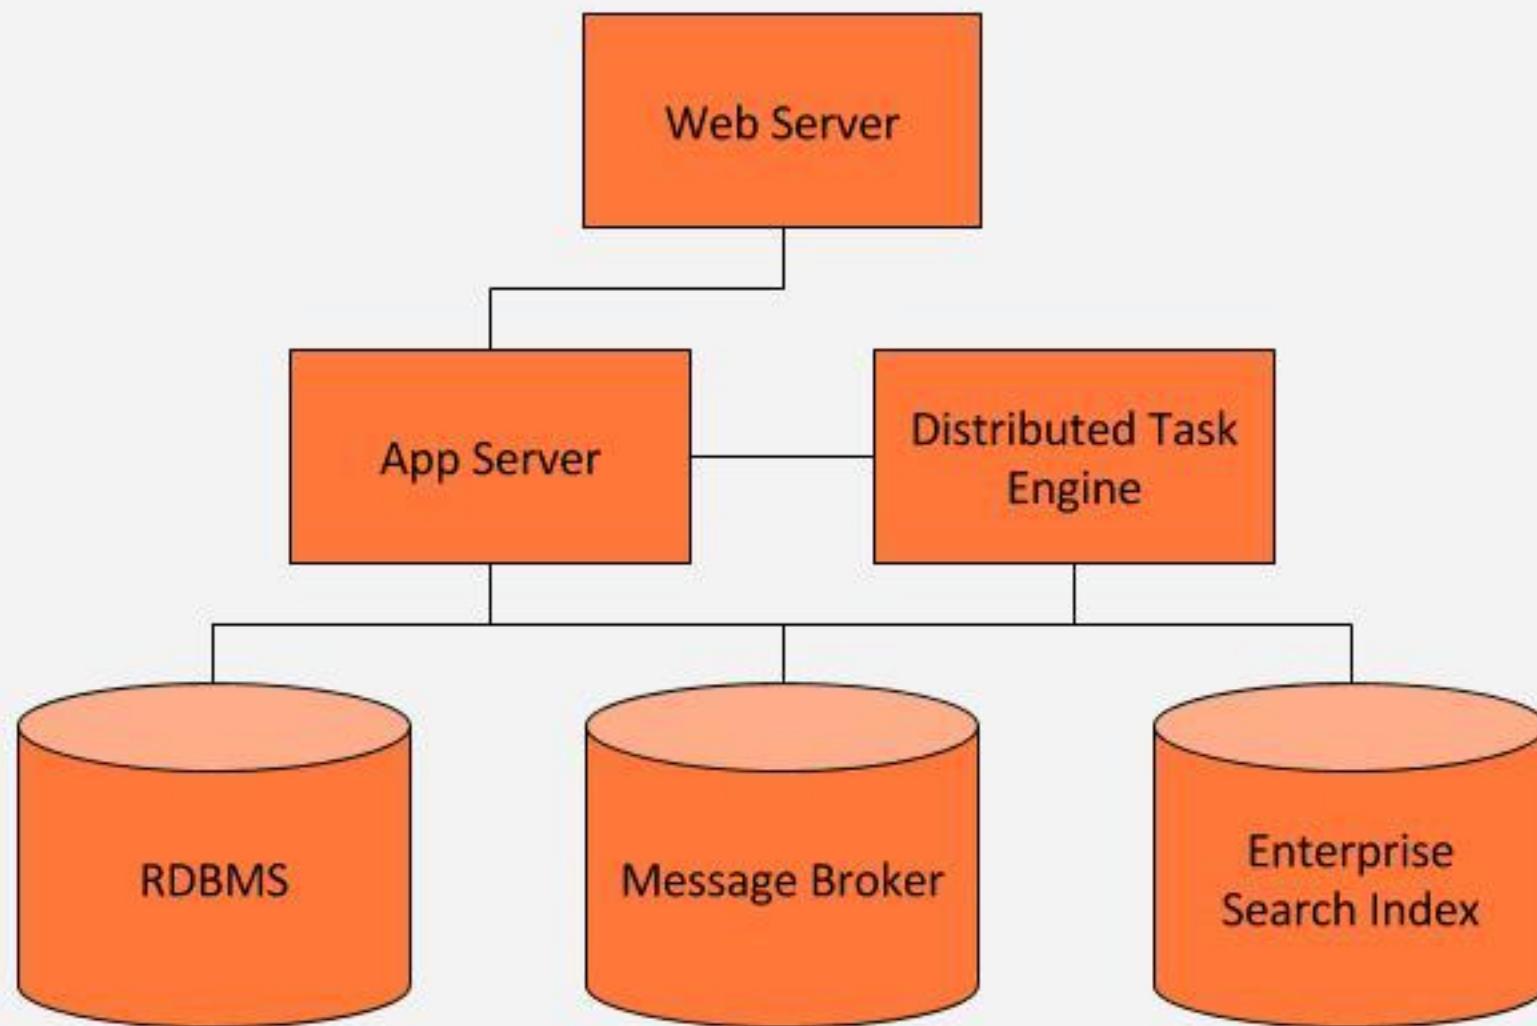 Web Server
App Server
Distributed Task
Engine
RDBMS
Message Broker
Enterprise
Search Index